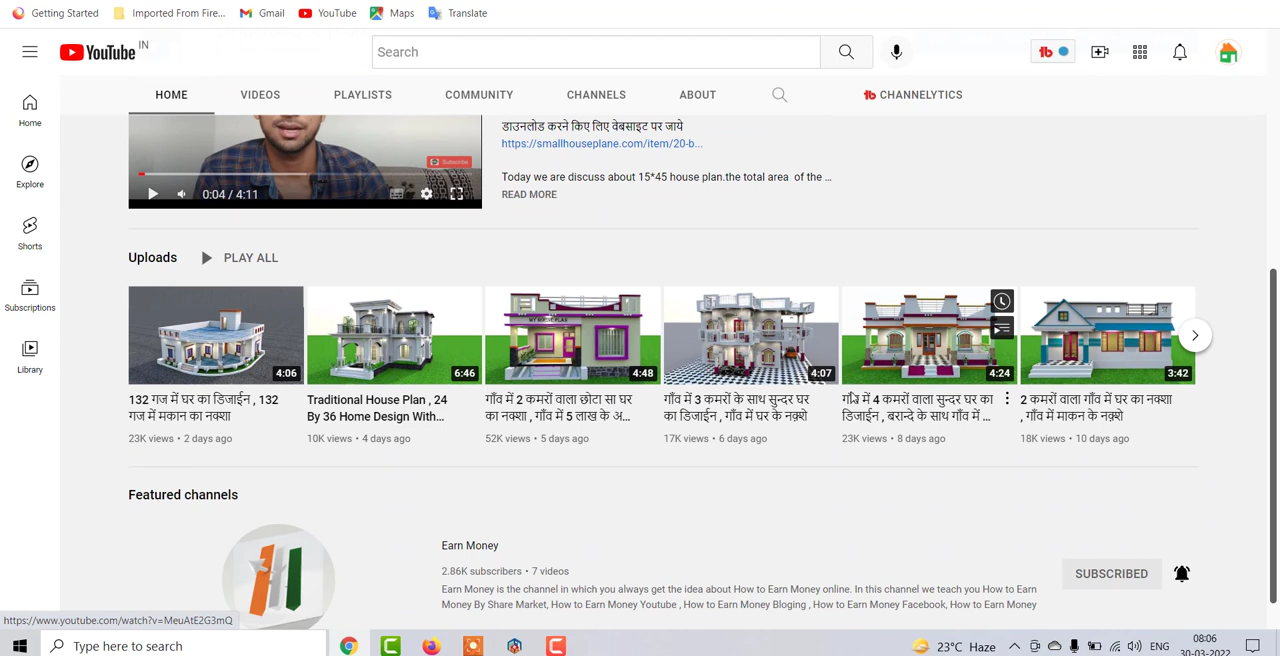 Getting Started Imported From Fire... Gmail YouTube Maps Translate
YouTube IN
Search
HOME VIDEOS PLAYLISTS COMMUNITY CHANNELS ABOUT CHANNELYTICS
Home
Explore
Shorts
Subscriptions
Library
Subscribe
0:04 / 4:11
डाउनलोड करने किए लिए वेबसाइट पर जाये
https://smallhouseplane.com/item/20-b...
Today we are discuss about 15*45 house plan.the total area of the ...
READ MORE
Uploads PLAY ALL
4:06
132 गज में घर का डिजाईन , 132
गज में मकान का नक्शा
23K views • 2 days ago
6:46
Traditional House Plan , 24
By 36 Home Design With...
10K views • 4 days ago
MY HOUSE PLAN
4:48
गाँव में 2 कमरों वाला छोटा सा घर
का नक्शा , गाँव में 5 लाख के अ...
52K views • 5 days ago
4:07
गाँव में 3 कमरों के साथ सुन्दर घर
का डिजाईन , गाँव में घर के नक़्शे
17K views • 6 days ago
4:24
में 4 कमरों वाला सुन्दर घर का
डिजाईन , बरान्दे के साथ गाँव में ...
23K views • 8 days ago
3:42
2 कमरों वाला गाँव में घर का नक्शा
, गाँव में माकन के नक़्शे
18K views • 10 days ago
Featured channels
Earn Money
2.86K subscribers • 7 videos
Earn Money is the channel in which you always get the idea about How to Earn Money online. In this channel we teach you How to Earn
Money By Share Market, How to Earn Money Youtube , How to Earn Money Bloging , How to Earn Money Facebook, How to Earn Money
SUBSCRIBED
https://www.youtube.com/watch?v=MeuAtE2G3mQ
Type here to search
23°C Haze ENG
08:06
30-03-2022